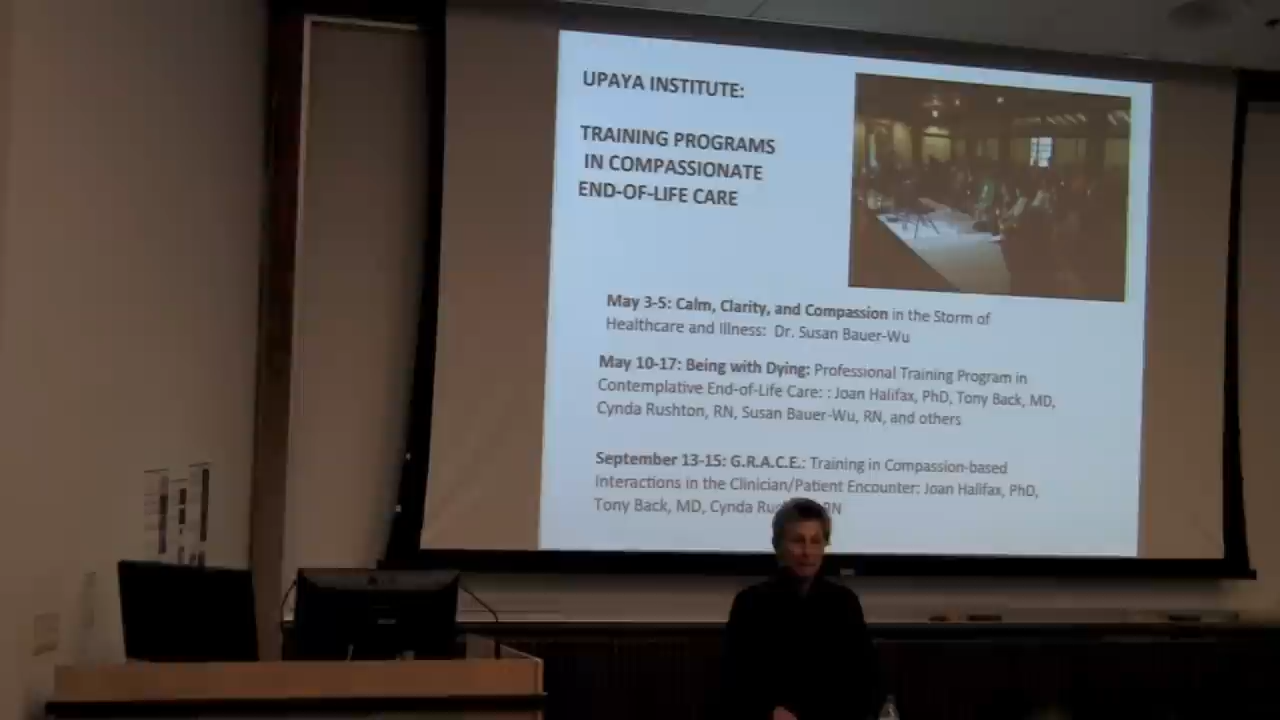 UPAYA INSTITUTE:
TRAINING PROGRAMS
IN COMPASSIONATE
END-OF-LIFE CARE
May 3-5: Calm, Clarity, and Compassion in the Storm of
Healthcare and Illness: Dr. Susan Bauer-Wu
May 10-17: Being with Dying: Professional Training Program in
Contemplative End-of-Life Care: : Joan Halifax, PhD, Tony Back, MD,
Cynda Rushton, RN, Susan Bauer-Wu, RN, and others
September 13-15: G.R.A.C.E.: Training in Compassion-based
Interactions in the Clinician/Patient Encounter: Joan Halifax, PhD,
Tony Back, MD, Cynda RN